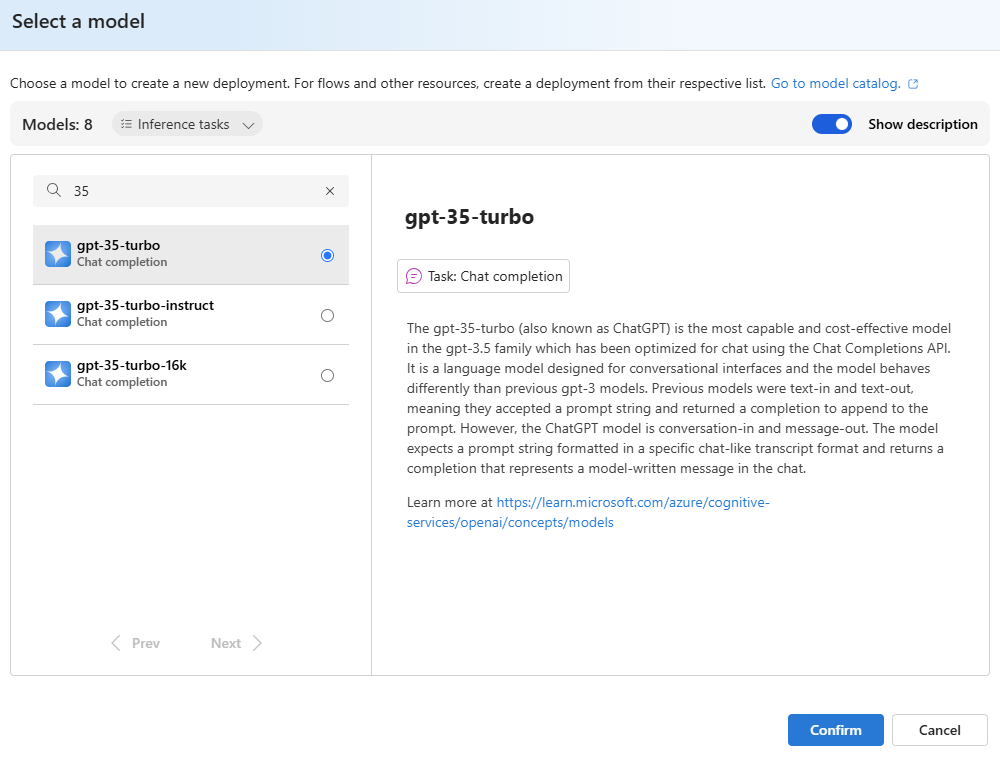 Select a model
Choose a model to create a new deployment. For flows and other resources, create a deployment from their respective list. Go to model catalog.
Models: 8
Inference tasks
Show description
35
gpt-35-turbo
Chat completion
gpt-35-turbo-instruct
Chat completion
gpt-35-turbo-16k
Chat completion
Prev
Next
gpt-35-turbo
Task: Chat completion
The gpt-35-turbo (also known as ChatGPT) is the most capable and cost-effective model
in the gpt-3.5 family which has been optimized for chat using the Chat Completions API.
It is a language model designed for conversational interfaces and the model behaves
differently than previous gpt-3 models. Previous models were text-in and text-out,
meaning they accepted a prompt string and returned a completion to append to the
prompt. However, the ChatGPT model is conversation-in and message-out. The model
expects a prompt string formatted in a specific chat-like transcript format and returns a
completion that represents a model-written message in the chat.
Learn more at https://learn.microsoft.com/azure/cognitive-
services/openai/concepts/models
Confirm
Cancel